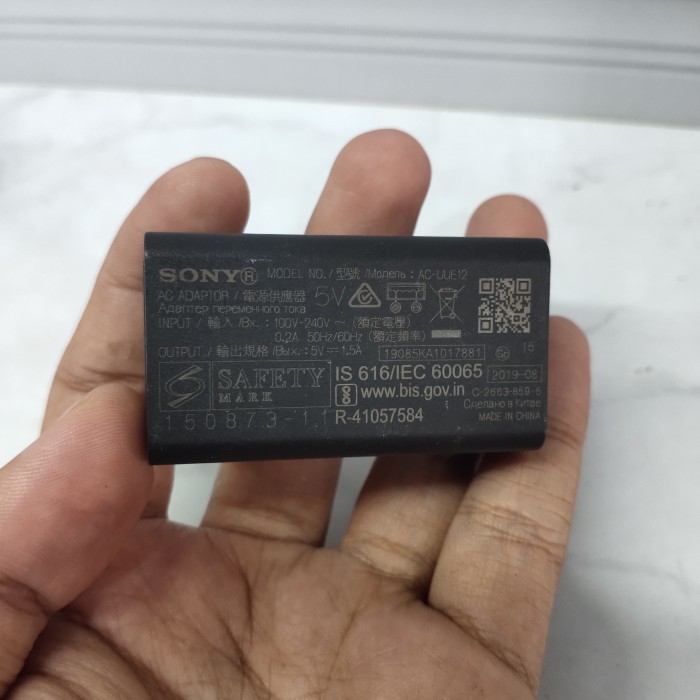 SONY® MODEL NO./型號/Модель: AC-UUE12
AC ADAPTOR / 電源供應器 5V
Адаптер переменного тока
INPUT / 輸入 /Вх.: 100V-240V ~ (額定電壓)
0.2A 50Hz/60Hz (額定頻率)
OUTPUT / 輸出規格 /Вых.: 5V⎓1.5A
19085KA1017881 15
SAFETY
MARK
IS 616/IEC 60065 2019-08
www.bis.gov.in C-2663-859-5
Сделано в Китае
150873-11 R-41057584 MADE IN CHINA